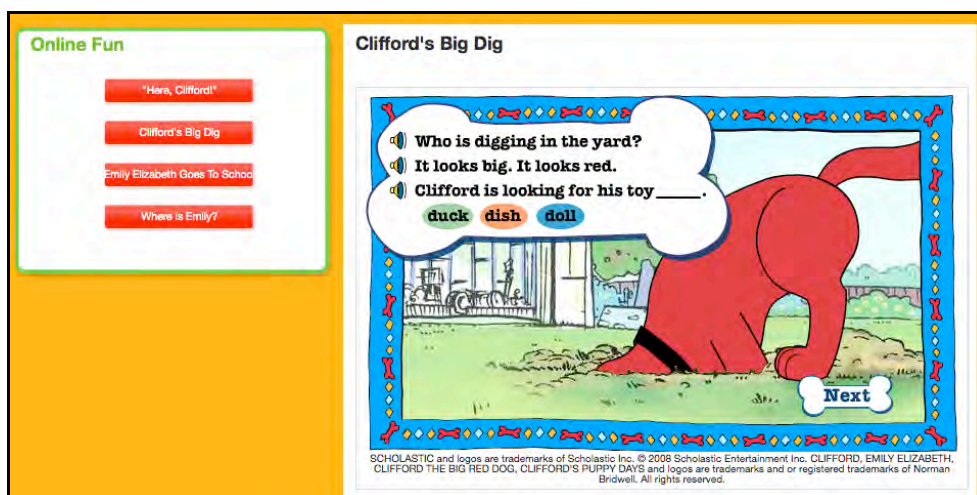 Online Fun
"Here, Clifford!"
Clifford's Big Dig
Emily Elizabeth Goes To Schoo
Where is Emily?
Clifford's Big Dig
Who is digging in the yard?
It looks big. It looks red.
Clifford is looking for his toy _____.
duck dish doll
Next
SCHOLASTIC and logos are trademarks of Scholastic Inc. © 2008 Scholastic Entertainment Inc. CLIFFORD, EMILY ELIZABETH,
CLIFFORD THE BIG RED DOG, CLIFFORD'S PUPPY DAYS and logos are trademarks and or registered trademarks of Norman
Bridwell. All rights reserved.